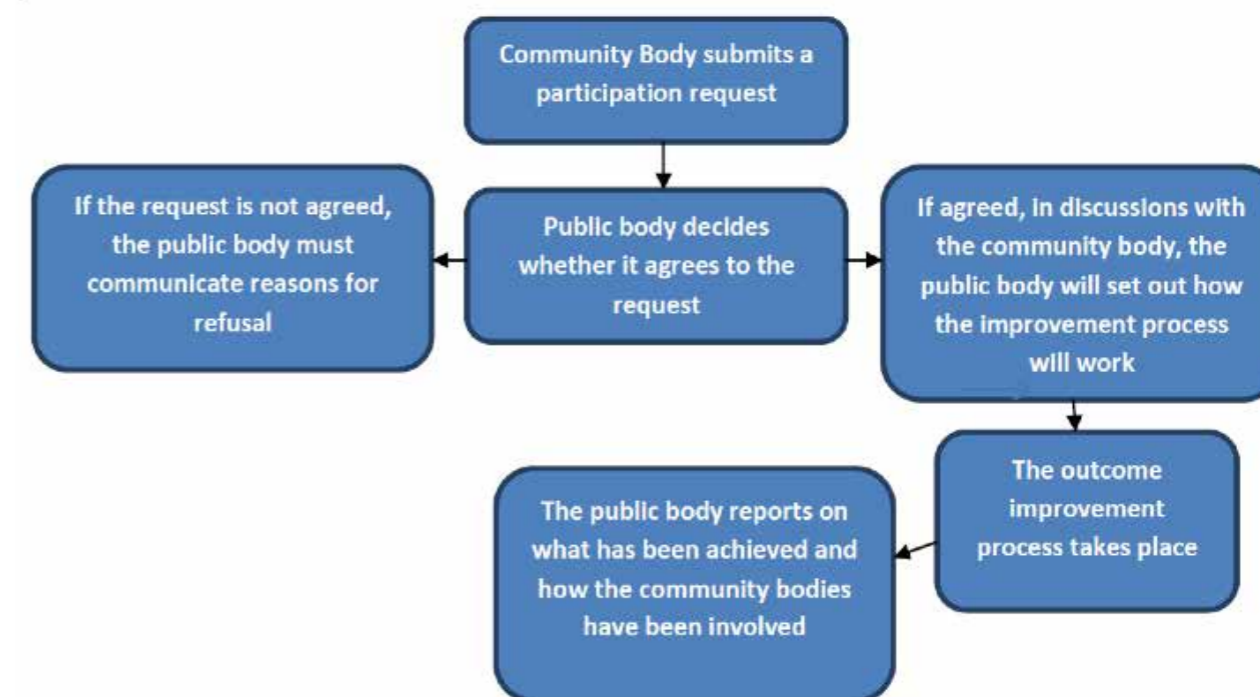 Community Body submits a
participation request
If the request is not agreed,
the public body must
communicate reasons for
refusal
Public body decides
whether it agrees to the
request
If agreed, in discussions with
the community body, the
public body will set out how
the improvement process
will work
The outcome
improvement
process takes place
The public body reports on
what has been achieved and
how the community bodies
have been involved